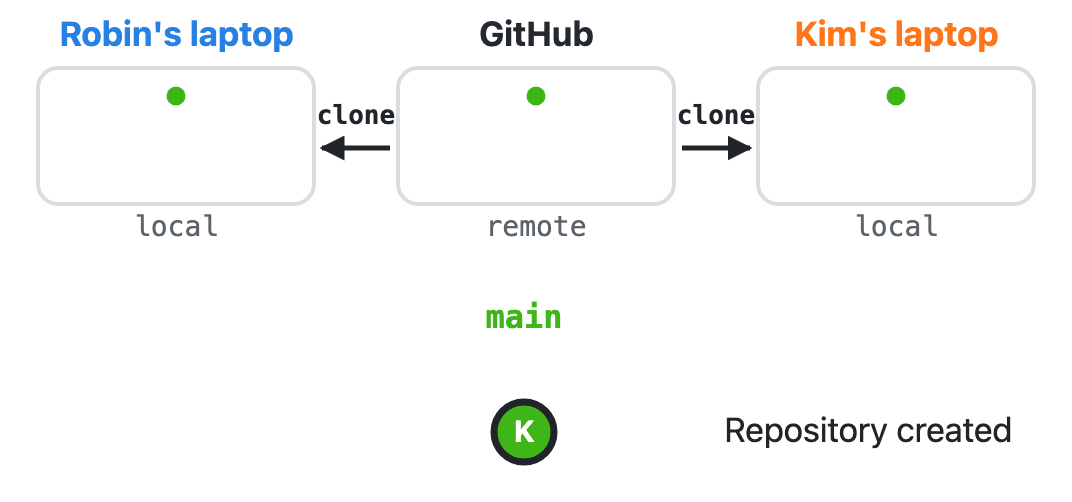 Robin's laptop
GitHub
Kim's laptop
clone
clone
local
remote
local
main
K
Repository created